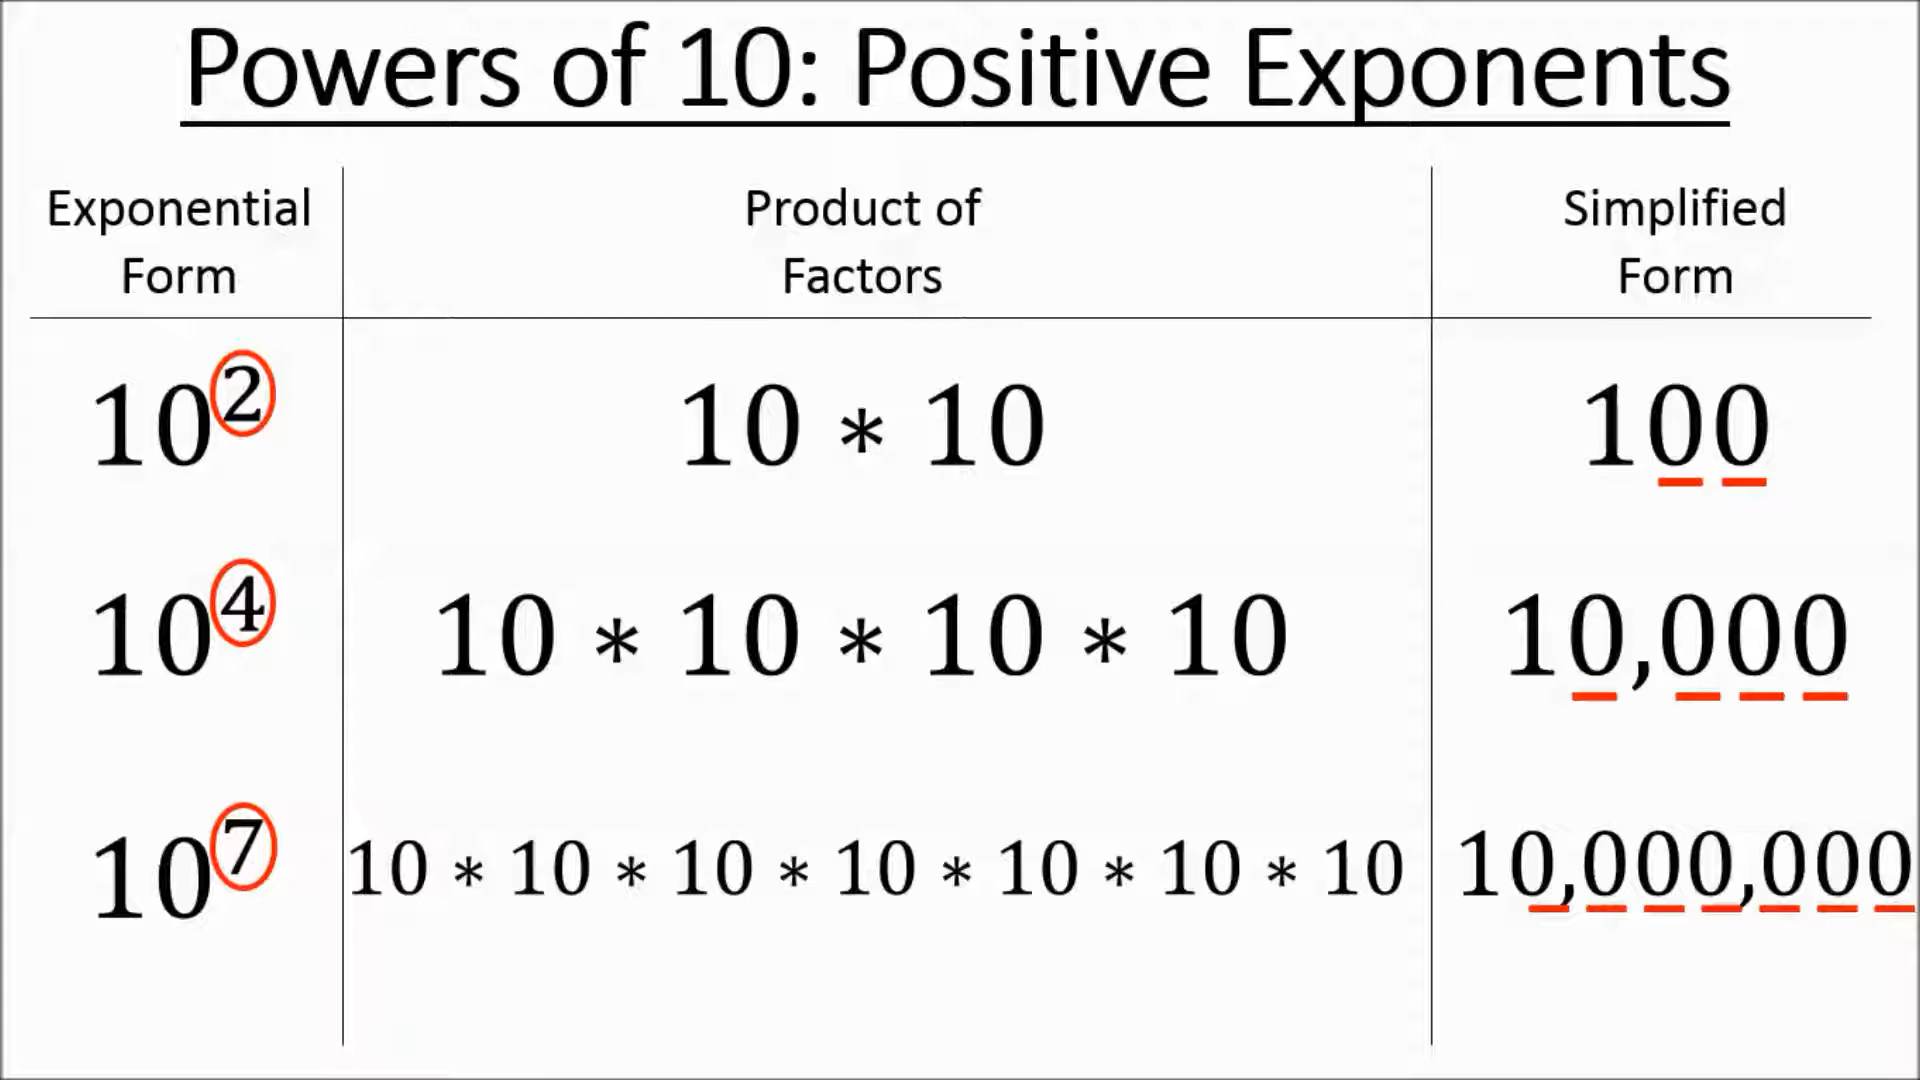 Powers of 10: Positive Exponents
Exponential Form
Product of Factors
Simplified Form
10² 10 * 10 100
10⁴ 10 * 10 * 10 * 10 10,000
10⁷ 10 * 10 * 10 * 10 * 10 * 10 * 10 10,000,000